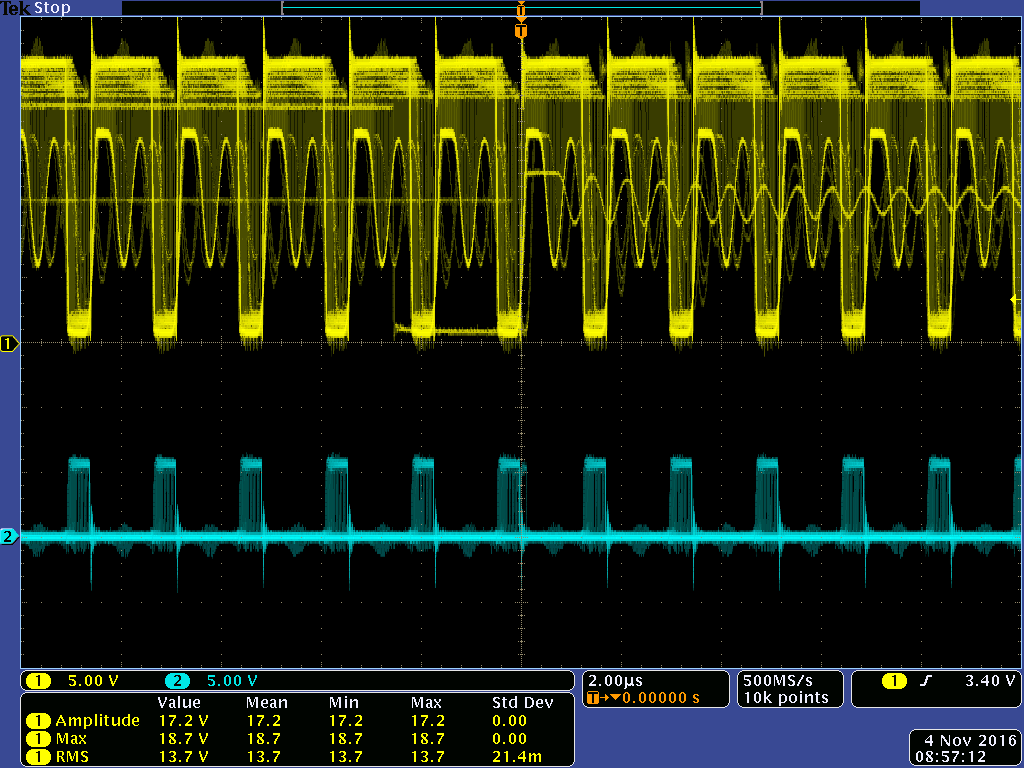 Tek Stop
T
T
1
2
1 5.00 V 2 5.00 V
2.00µs
T→▼0.00000 s
500MS/s
10k points
1 ʃ 3.40 V
Value Mean Min Max Std Dev
1 Amplitude 17.2 V 17.2 17.2 17.2 0.00
1 Max 18.7 V 18.7 18.7 18.7 0.00
1 RMS 13.7 V 13.7 13.7 13.7 21.4m
4 Nov 2016
08:57:12